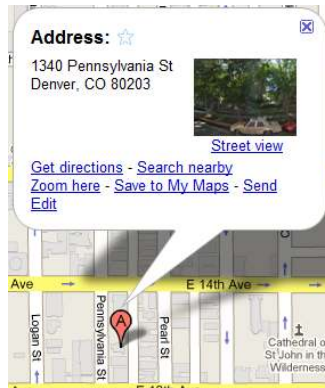 Address:
1340 Pennsylvania St
Denver, CO 80203
Street view
Get directions - Search nearby
Zoom here - Save to My Maps - Send
Edit
Ave
E 14th Ave
Logan St
Pennsylvania St
A
Pearl St
Cathedral
St John in the
Wilderness